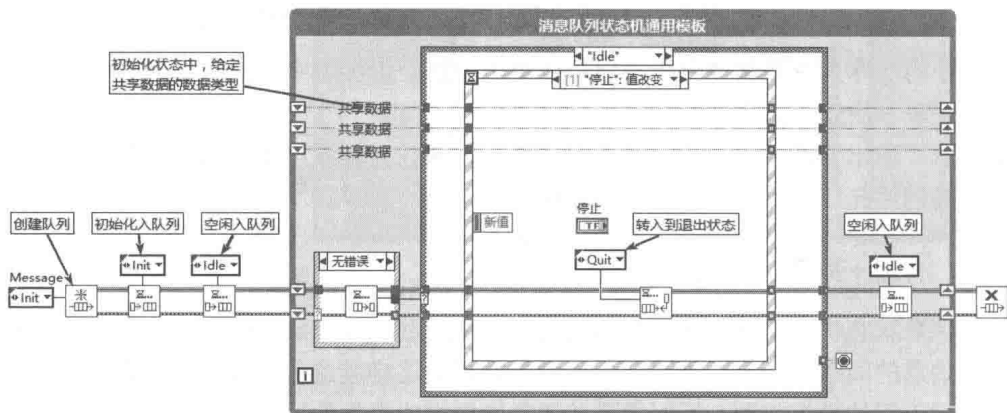 消息队列状态机通用模板
初始化状态中，给定
共享数据的数据类型
"Idle"
[1] "停止": 值改变
共享数据
共享数据
共享数据
创建队列
初始化入队列
空闲入队列
新值
停止
TF
转入到退出状态
空闲入队列
Message
Init
Init
Idle
无错误
Quit
Idle
i